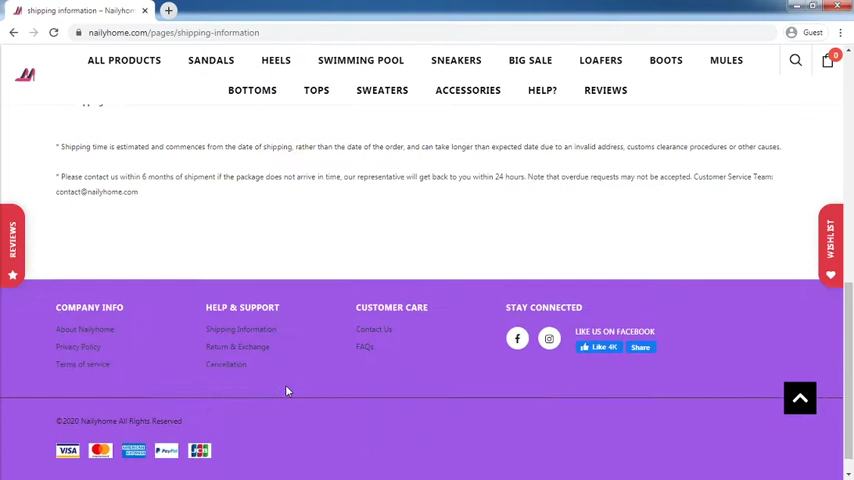 shipping information – Nailyhom
nailyhome.com/pages/shipping-information
Guest
ALL PRODUCTS SANDALS HEELS SWIMMING POOL SNEAKERS BIG SALE LOAFERS BOOTS MULES
0
BOTTOMS TOPS SWEATERS ACCESSORIES HELP? REVIEWS
* Shipping time is estimated and commences from the date of shipping, rather than the date of the order, and can take longer than expected date due to an invalid address, customs clearance procedures or other causes.
* Please contact us within 6 months of shipment if the package does not arrive in time, our representative will get back to you within 24 hours. Note that overdue requests may not be accepted. Customer Service Team:
contact@nailyhome.com
REVIEWS
WISHLIST
COMPANY INFO HELP & SUPPORT CUSTOMER CARE STAY CONNECTED
About Nailyhome Shipping Information Contact Us LIKE US ON FACEBOOK
Privacy Policy Return & Exchange FAQs Like 4K Share
Terms of service Cancellation
©2020 Nailyhome All Rights Reserved
VISA MasterCard AMERICAN EXPRESS PayPal JCB